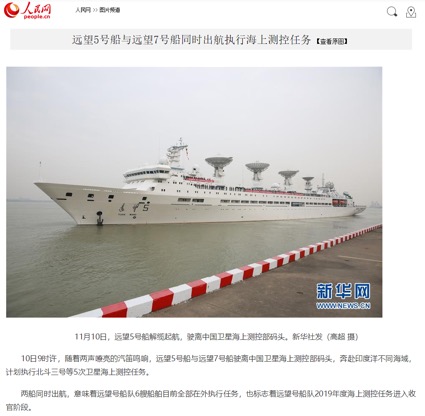 人民网
people.cn
人民网 >> 图片频道
远望5号船与远望7号船同时出航执行海上测控任务【查看原图】
远望5
新华网
WWW.NEWS.CN
11月10日，远望5号船解缆起航，驶离中国卫星海上测控部码头。新华社发（高超 摄）
10日9时许，随着两声嘹亮的汽笛鸣响，远望5号船与远望7号船驶离中国卫星海上测控部码头，奔赴印度洋不同海域，
计划执行北斗三号等5次卫星海上测控任务。
两船同时出航，意味着远望号船队6艘船舶目前全部在外执行任务，也标志着远望号船队2019年度海上测控任务进入收
官阶段。